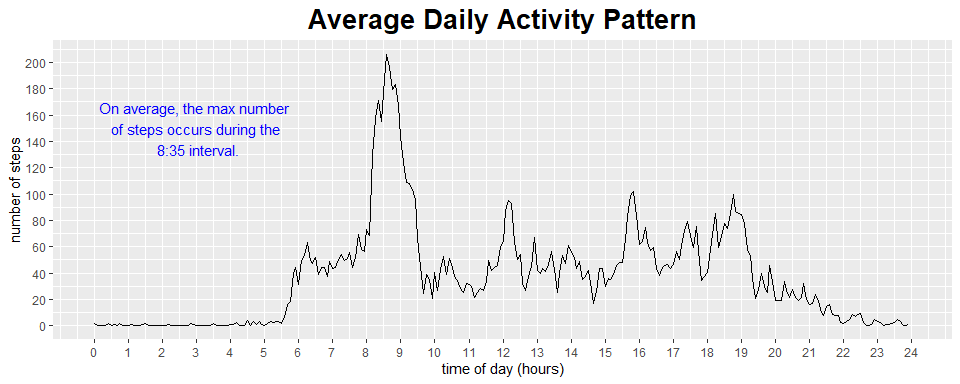 Average Daily Activity Pattern
On average, the max number
of steps occurs during the
8:35 interval.
number of steps
200
180
160
140
120
100
80
60
40
20
0
0 1 2 3 4 5 6 7 8 9 10 11 12 13 14 15 16 17 18 19 20 21 22 23 24
time of day (hours)